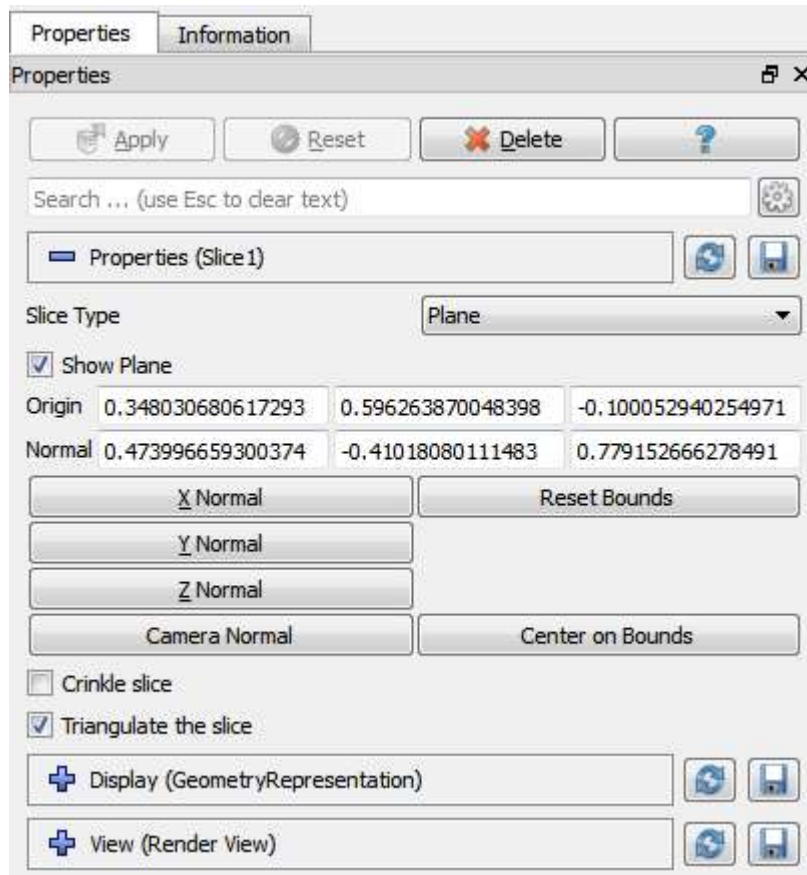 Properties Information
Properties
Apply Reset Delete ?
Search ... (use Esc to clear text)
Properties (Slice1)
Slice Type Plane
Show Plane
Origin 0.348030680617293 0.596263870048398 -0.100052940254971
Normal 0.473996659300374 -0.41018080111483 0.779152666278491
X Normal Reset Bounds
Y Normal
Z Normal
Camera Normal Center on Bounds
Crinkle slice
Triangulate the slice
Display (GeometryRepresentation)
View (Render View)